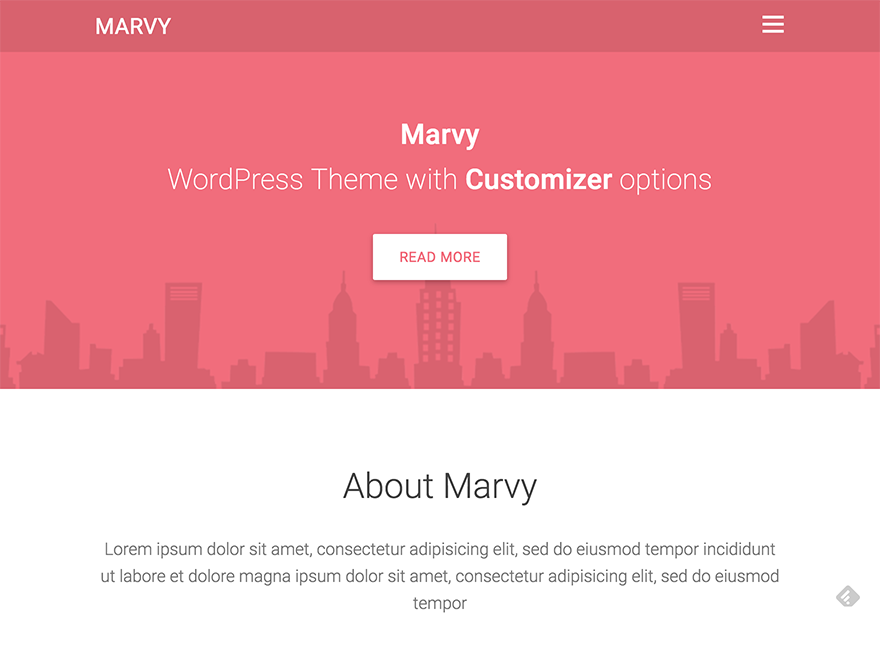 MARVY
Marvy
WordPress Theme with Customizer options
READ MORE
About Marvy
Lorem ipsum dolor sit amet, consectetur adipisicing elit, sed do eiusmod tempor incididunt
ut labore et dolore magna ipsum dolor sit amet, consectetur adipisicing elit, sed do eiusmod
tempor